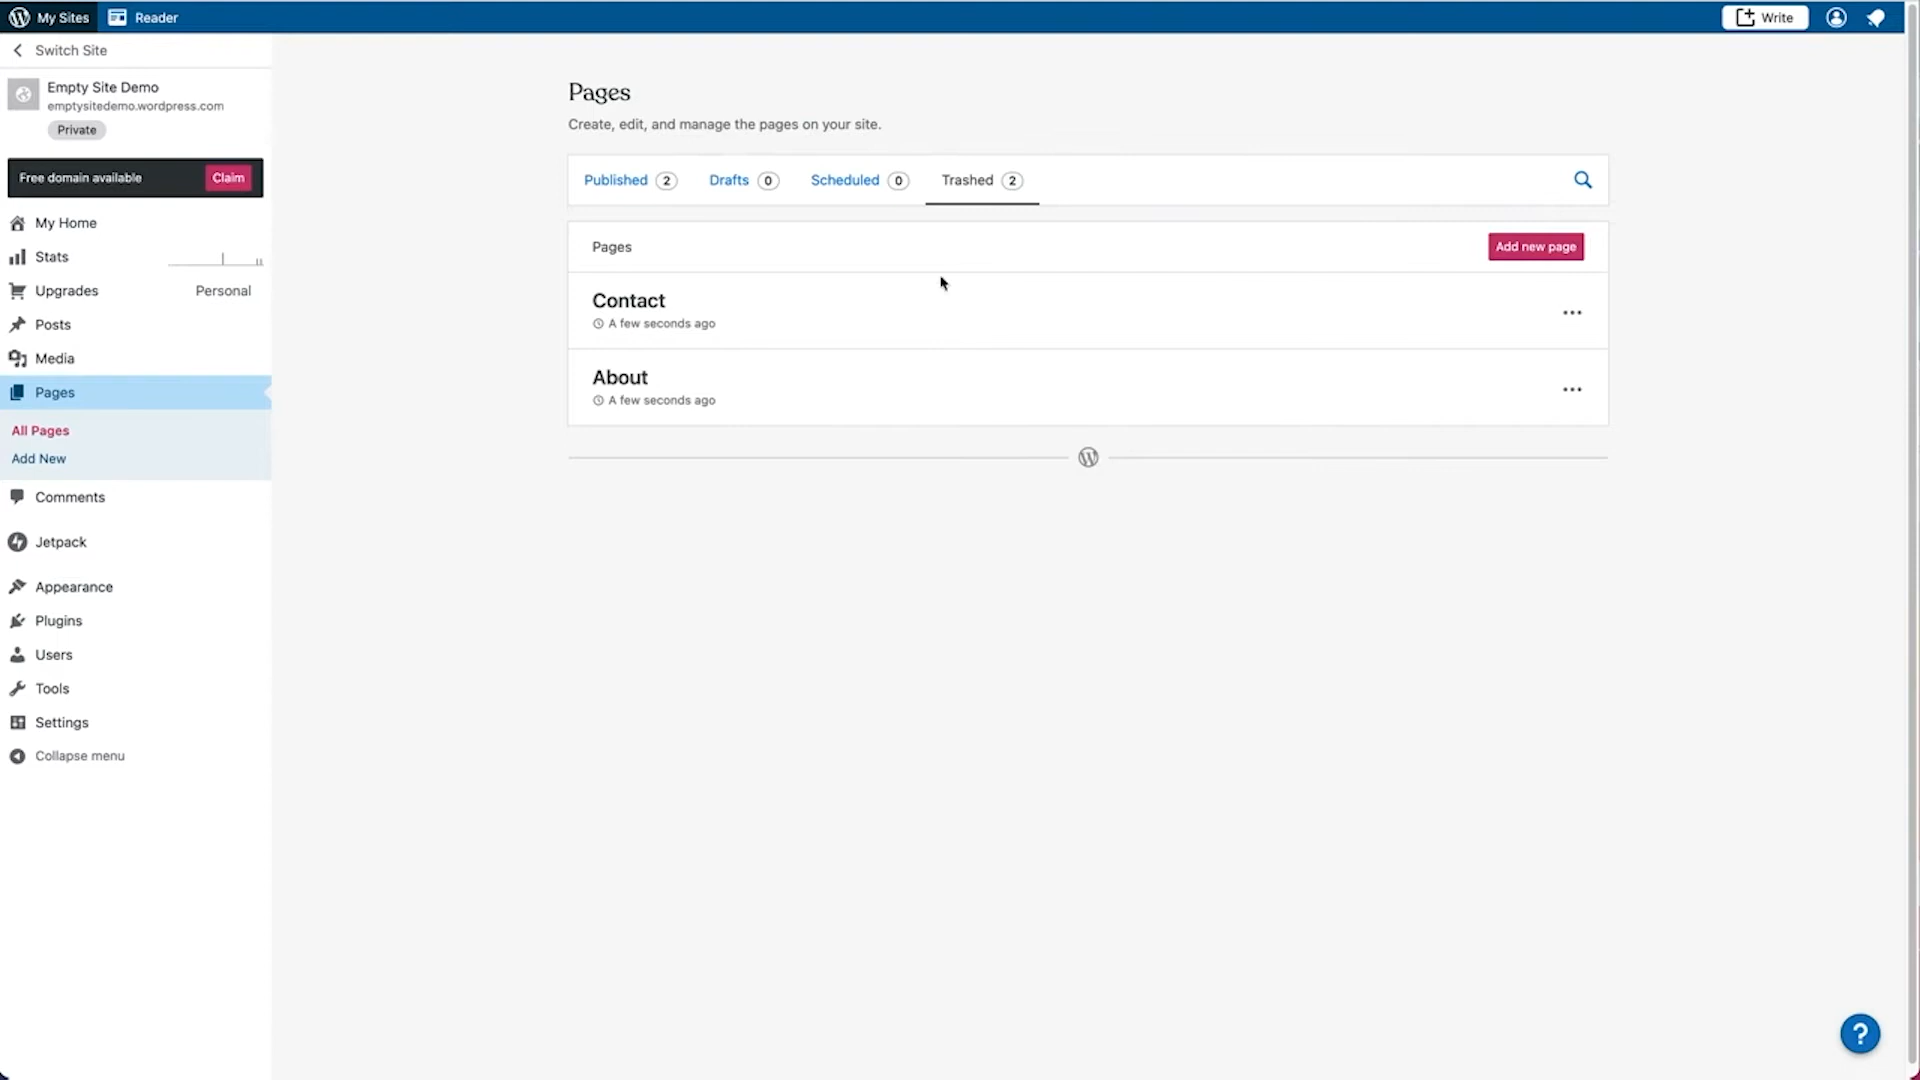 My Sites
Reader
Write
Switch Site
Empty Site Demo
emptysitedemo.wordpress.com
Private
Free domain available
Claim
My Home
Stats
Upgrades
Personal
Posts
Media
Pages
All Pages
Add New
Comments
Jetpack
Appearance
Plugins
Users
Tools
Settings
Collapse menu
Pages
Create, edit, and manage the pages on your site.
Published 2
Drafts 0
Scheduled 0
Trashed 2
Pages
Add new page
Contact
A few seconds ago
About
A few seconds ago
?